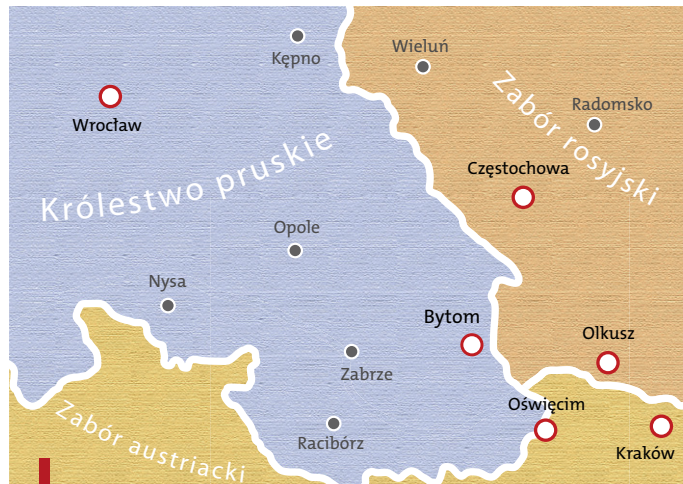 Kępno
Wieluń
Radomsko
Zabór rosyjski
Wrocław
Królestwo pruskie
Częstochowa
Opole
Nysa
Bytom
Olkusz
Zabrze
Oświęcim
Zabór austriacki
Racibórz
Kraków